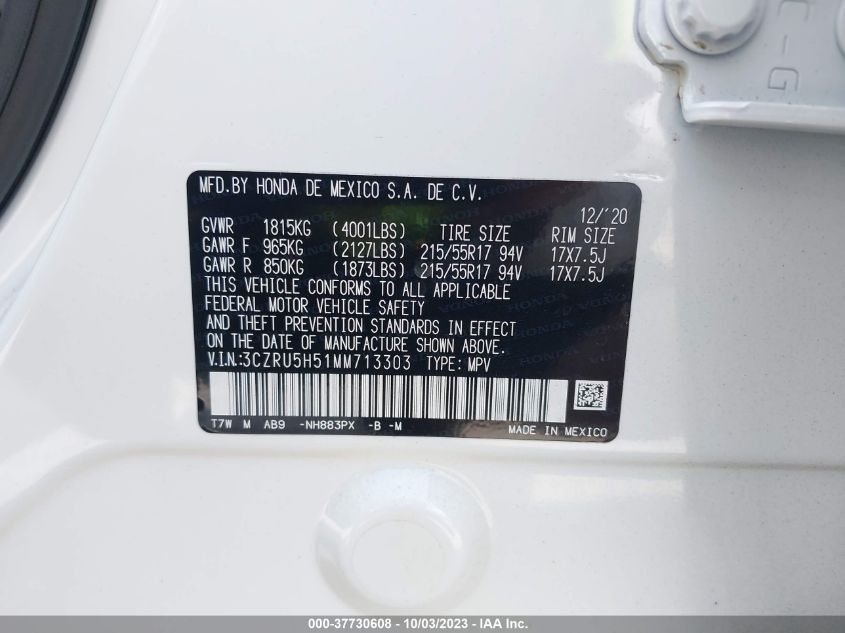 C-G
MFD.BY HONDA DE MEXICO S.A. DE C.V.
12/'20
GVWR 1815KG (4001LBS) TIRE SIZE RIM SIZE
GAWR F 965KG (2127LBS) 215/55R17 94V 17X7.5J
GAWR R 850KG (1873LBS) 215/55R17 94V 17X7.5J
THIS VEHICLE CONFORMS TO ALL APPLICABLE
FEDERAL MOTOR VEHICLE SAFETY
AND THEFT PREVENTION STANDARDS IN EFFECT
ON THE DATE OF MANUFACTURE SHOWN ABOVE.
V.I.N.:3CZRU5H51MM713303 TYPE: MPV
T7W M AB9 -NH883PX -B -M
MADE IN MEXICO
000-37730608 - 10/03/2023 - IAAI.com